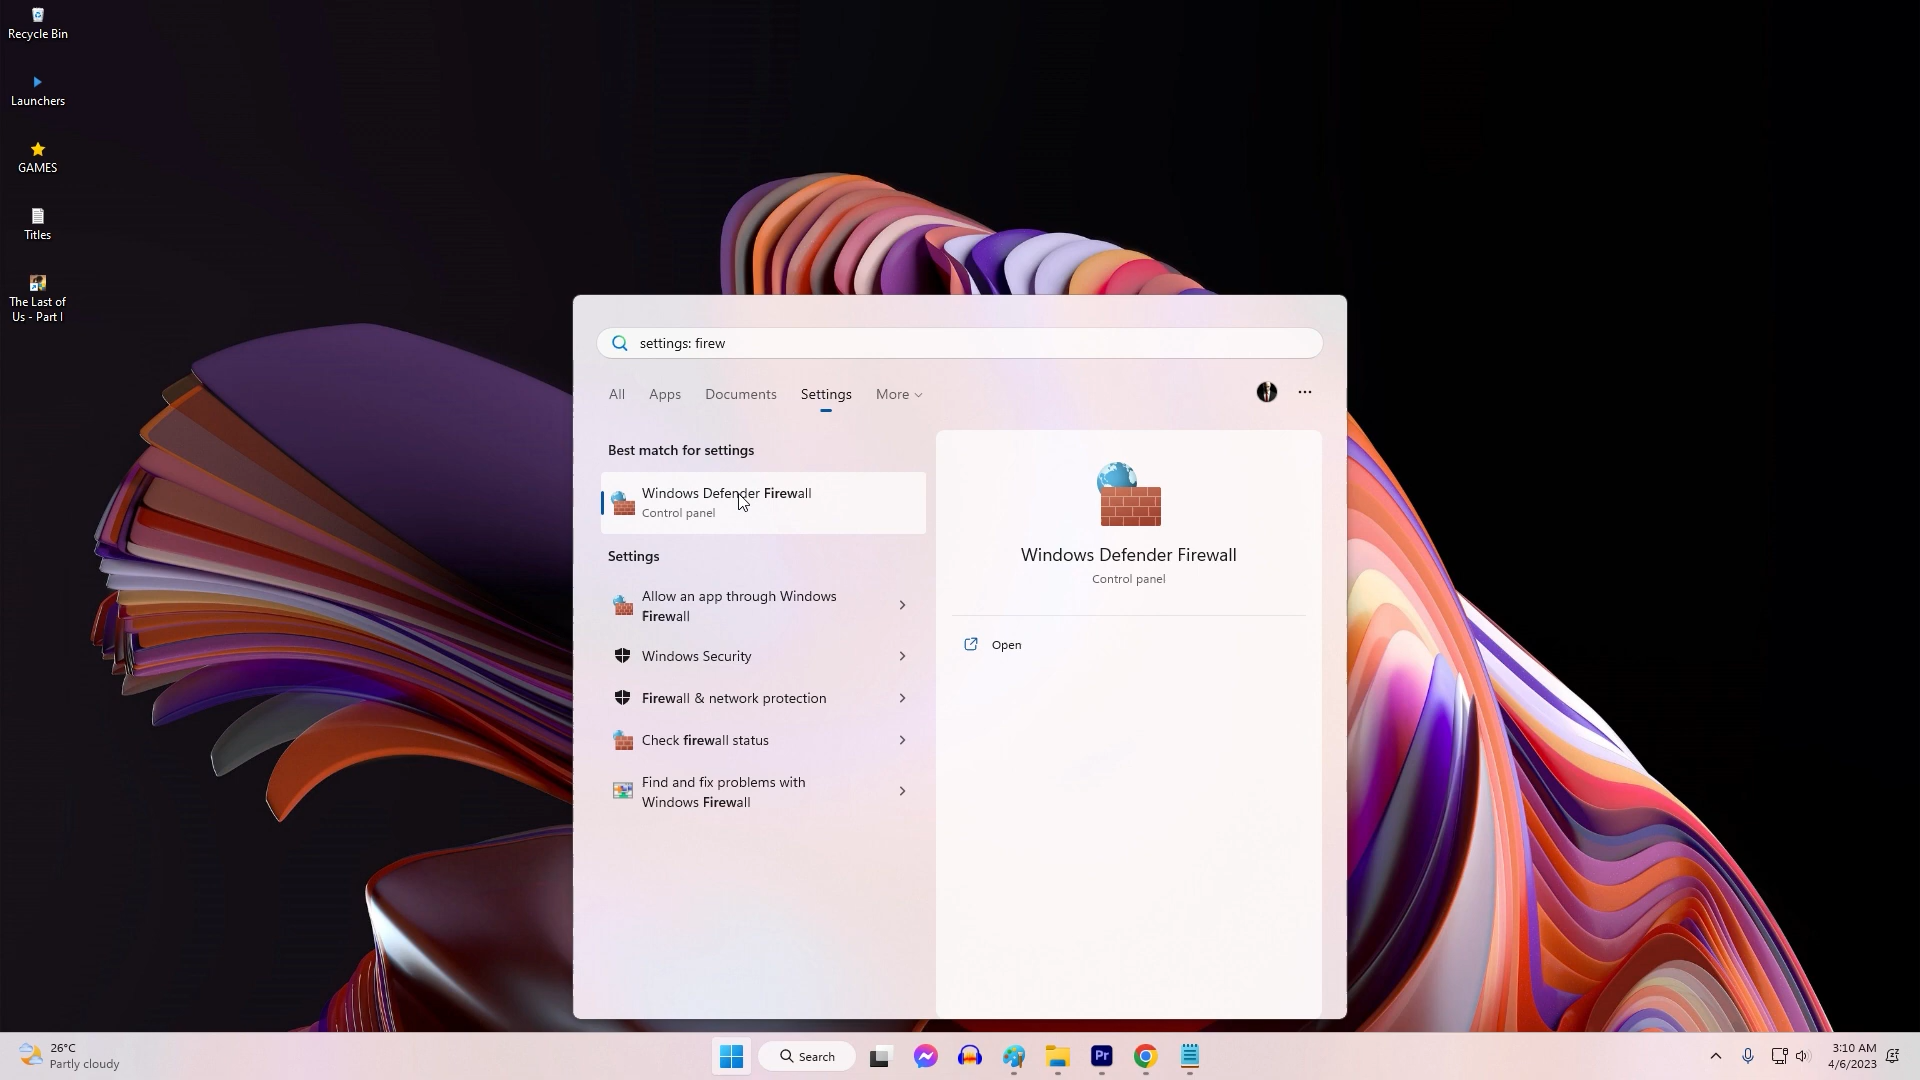 Recycle Bin
Launchers
GAMES
Titles
The Last of
Us - Part I
settings: firew
All
Apps
Documents
Settings
More
Best match for settings
Windows Defender Firewall
Control panel
Settings
Allow an app through Windows
Firewall
Windows Security
Firewall & network protection
Check firewall status
Find and fix problems with
Windows Firewall
Windows Defender Firewall
Control panel
Open
26°C
Partly cloudy
Search
Pr
3:10 AM
4/6/2023